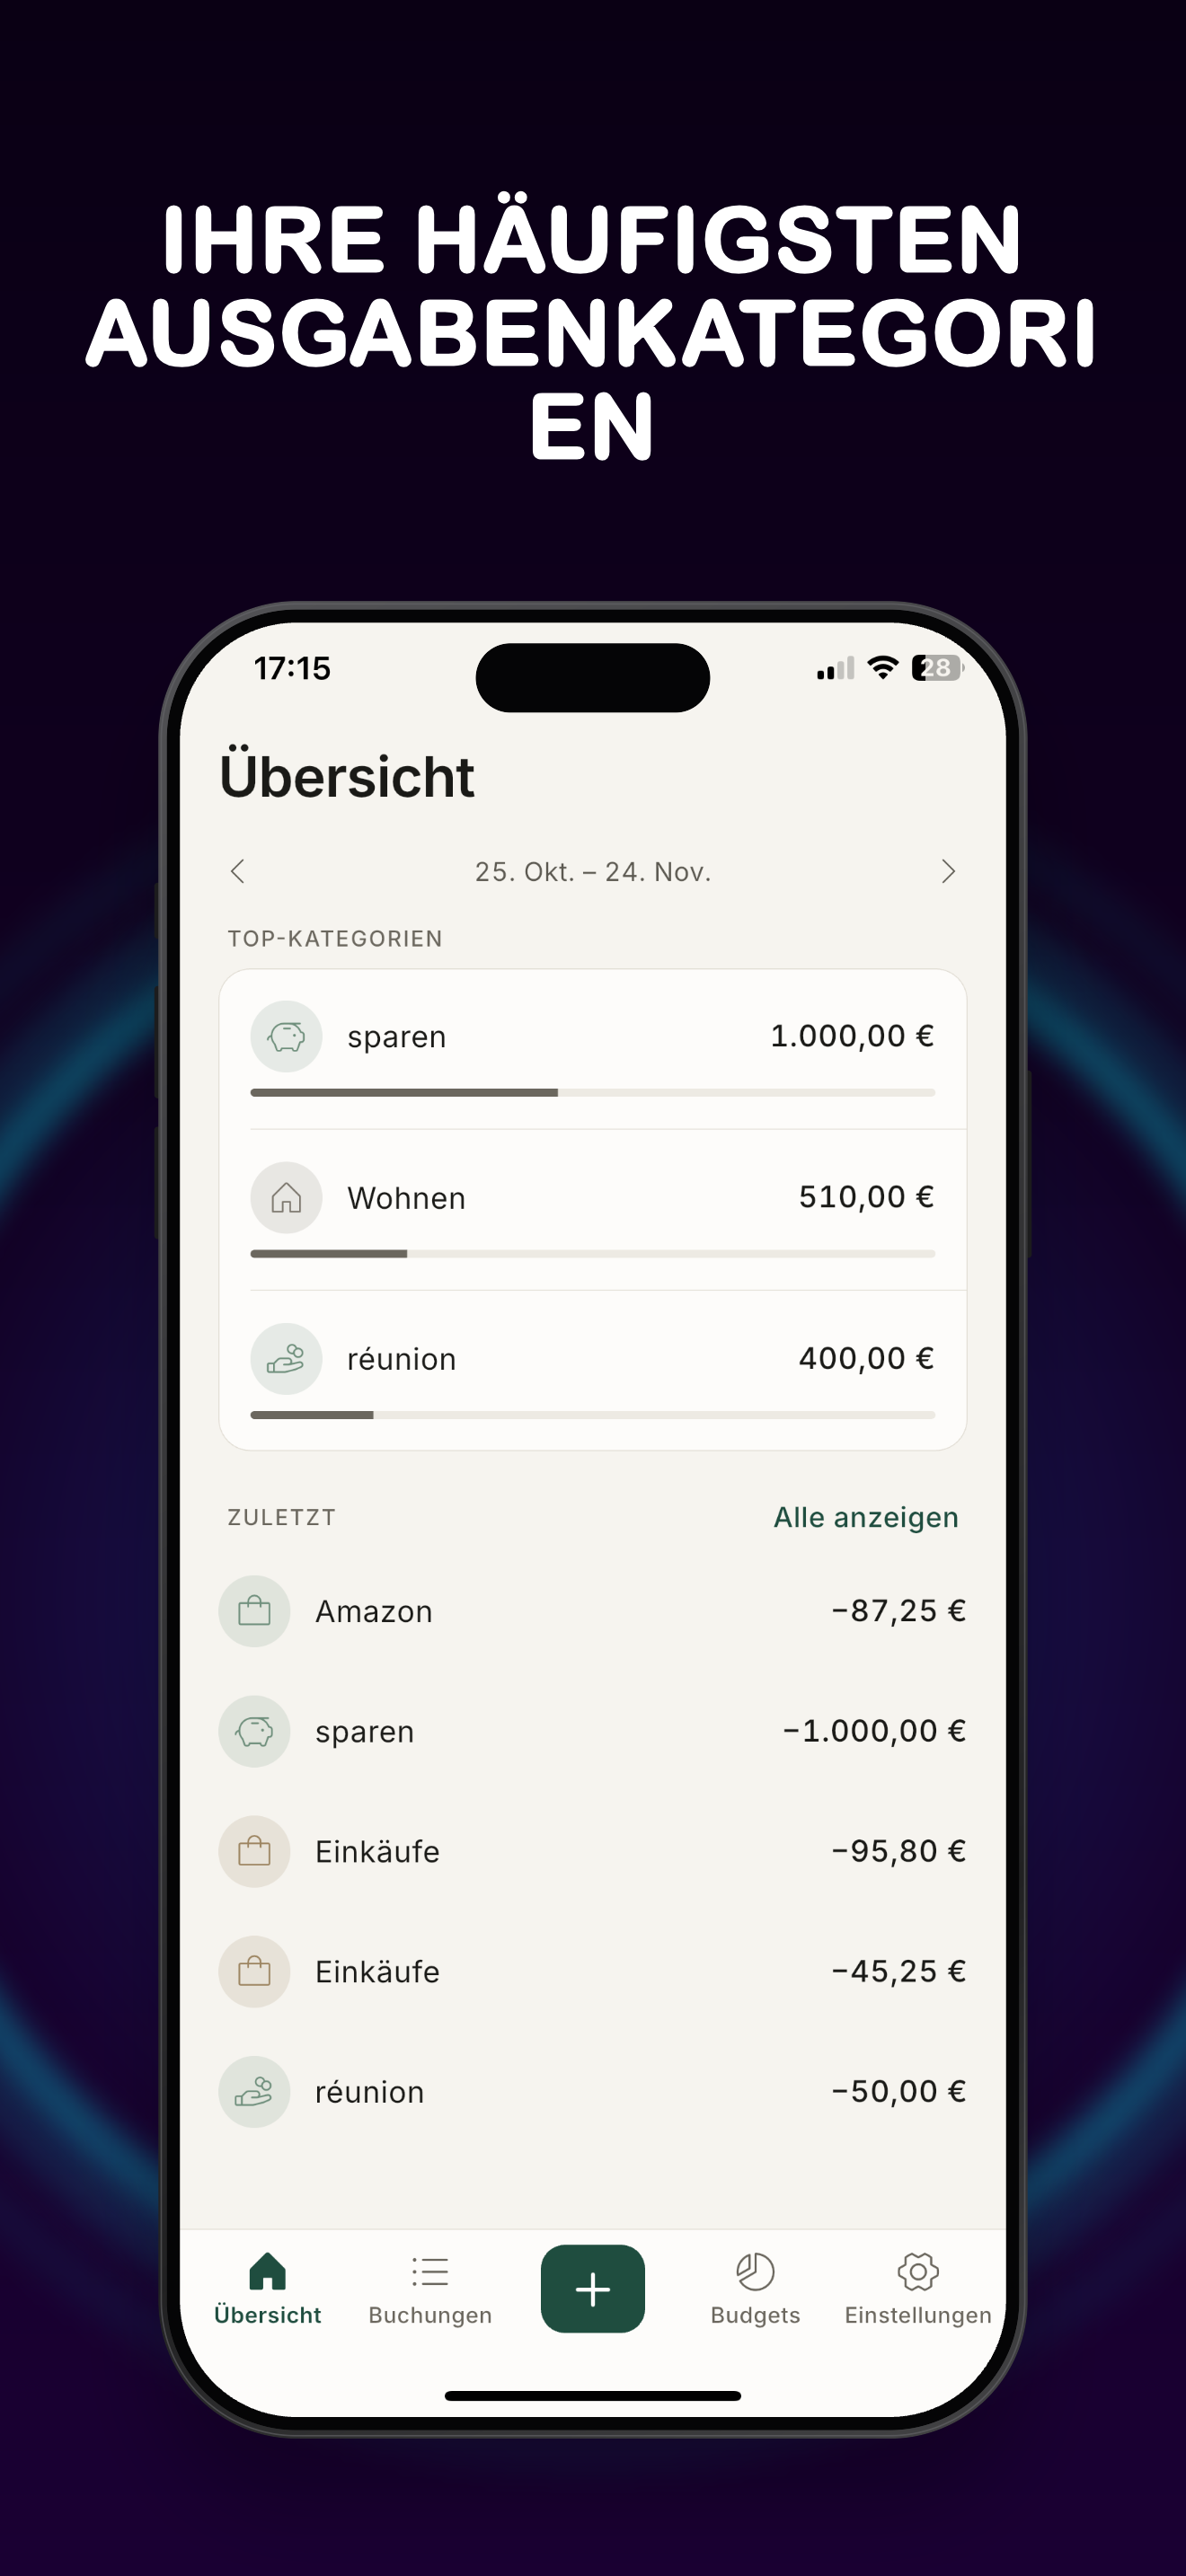 IHRE HÄUFIGSTEN
AUSGABENKATEGORI
EN
17:15
28
Übersicht
25. Okt. – 24. Nov.
TOP-KATEGORIEN
sparen 1.000,00 €
Wohnen 510,00 €
réunion 400,00 €
ZULETZT Alle anzeigen
Amazon −87,25 €
sparen −1.000,00 €
Einkäufe −95,80 €
Einkäufe −45,25 €
réunion −50,00 €
Übersicht Buchungen Budgets Einstellungen